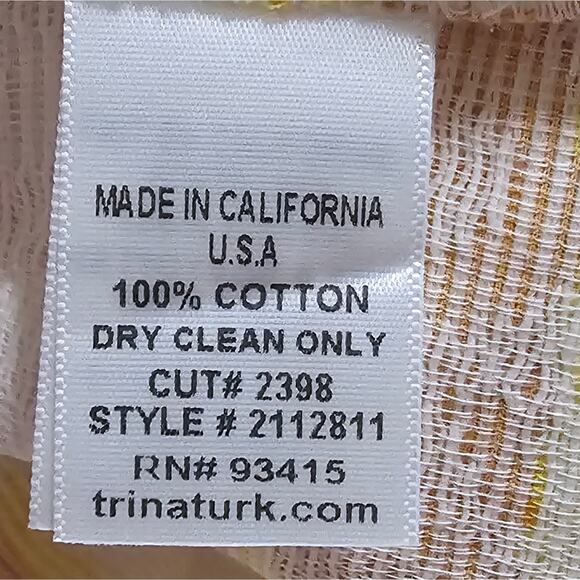 MADE IN CALIFORNIA
U.S.A
100% COTTON
DRY CLEAN ONLY
CUT# 2398
STYLE # 2112811
RN# 93415
trinaturk.com